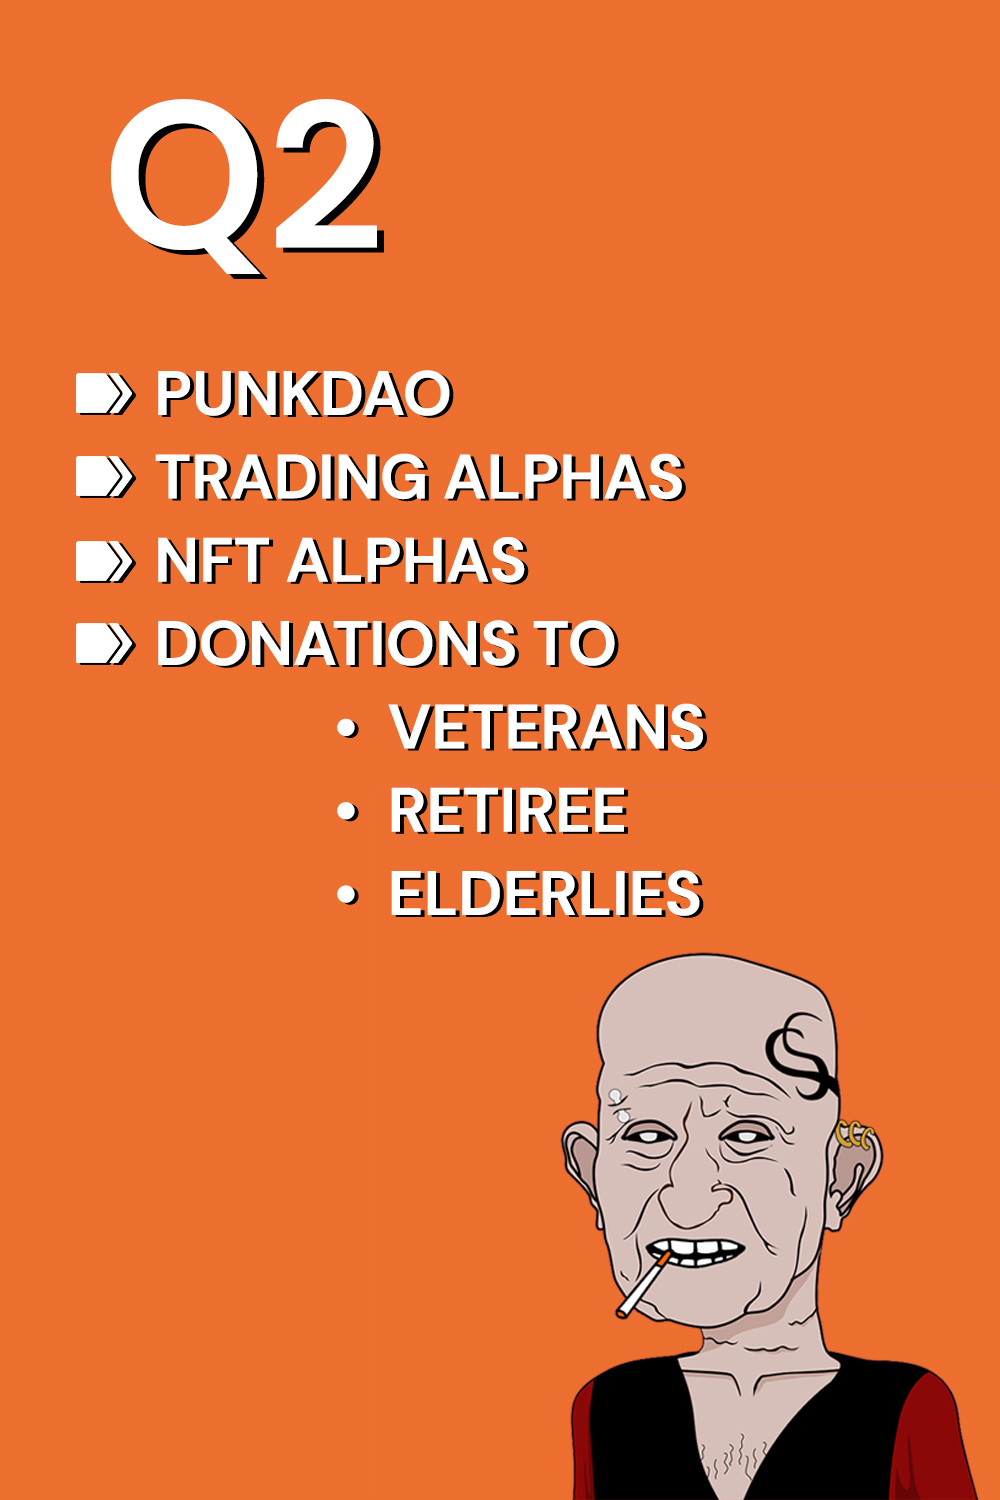 Q2
PUNKDAO
TRADING ALPHAS
NFT ALPHAS
DONATIONS TO
• VETERANS
• RETIREE
• ELDERLIES